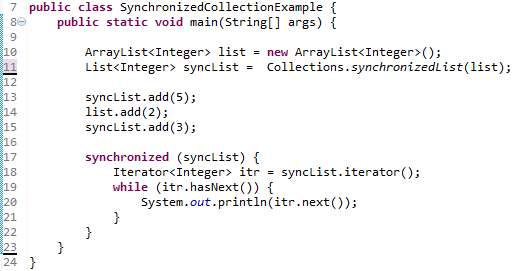 7 public class SynchronizedCollectionExample {
8 public static void main(String[] args) {
9
10 ArrayList<Integer> list = new ArrayList<Integer>();
11 List<Integer> syncList =  Collections.synchronizedList(list);
12
13 syncList.add(5);
14 list.add(2);
15 syncList.add(3);
16
17 synchronized (syncList) {
18 Iterator<Integer> itr = syncList.iterator();
19 while (itr.hasNext()) {
20 System.out.println(itr.next());
21 }
22 }
23 }
24 }